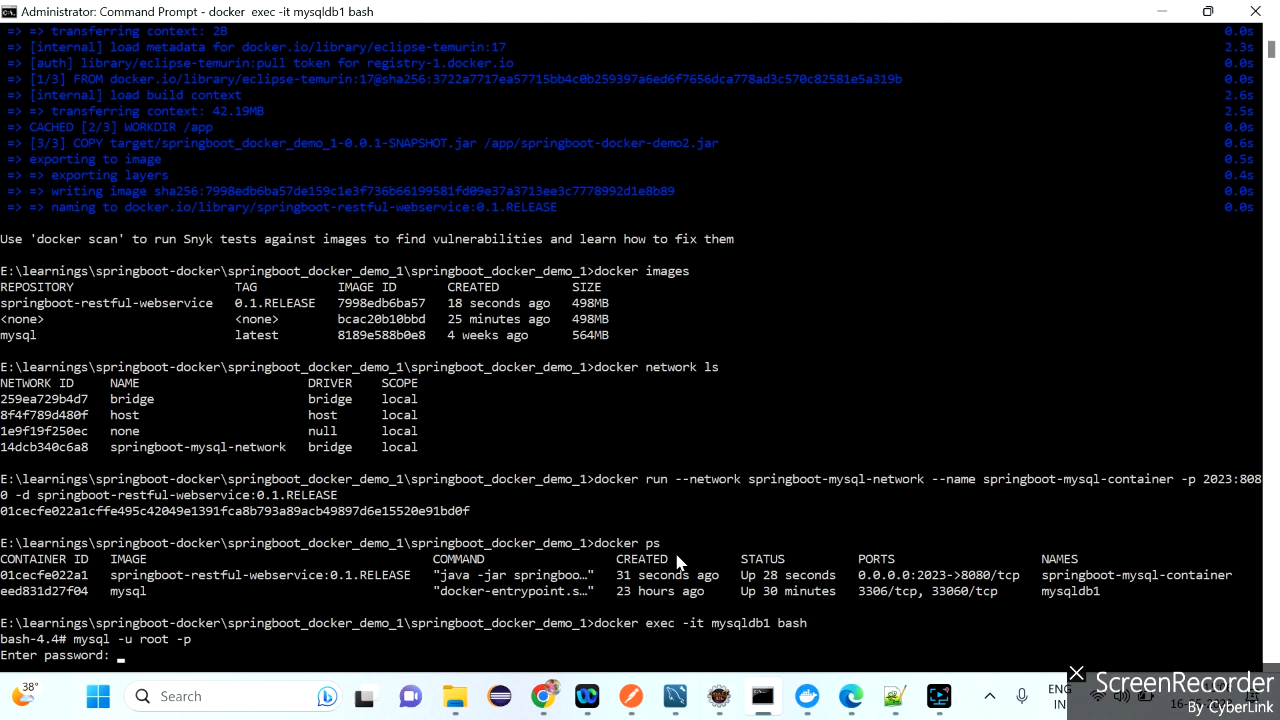 Administrator: Command Prompt - docker exec -it mysqldb1 bash
=> => transferring context: 2B 0.0s
=> [internal] load metadata for docker.io/library/eclipse-temurin:17 2.3s
=> [auth] library/eclipse-temurin:pull token for registry-1.docker.io 0.0s
=> [1/3] FROM docker.io/library/eclipse-temurin:17@sha256:3722a7717ea57715bb4c0b259397a6ed6f7656dca778ad3c570c82581e5a319b 0.0s
=> [internal] load build context 2.6s
=> => transferring context: 42.19MB 2.5s
=> CACHED [2/3] WORKDIR /app 0.0s
=> [3/3] COPY target/springboot_docker_demo_1-0.0.1-SNAPSHOT.jar /app/springboot-docker-demo2.jar 0.6s
=> exporting to image 0.5s
=> => exporting layers 0.4s
=> => writing image sha256:7998edb6ba57de159c1e3f736b66199581fd09e37a3713ee3c7778992d1e8b89 0.0s
=> => naming to docker.io/library/springboot-restful-webservice:0.1.RELEASE 0.0s
Use 'docker scan' to run Snyk tests against images to find vulnerabilities and learn how to fix them
E:\learnings\springboot-docker\springboot_docker_demo_1\springboot_docker_demo_1>docker images
REPOSITORY TAG IMAGE ID CREATED SIZE
springboot-restful-webservice 0.1.RELEASE 7998edb6ba57 18 seconds ago 498MB
<none> <none> bcac20b10bbd 25 minutes ago 498MB
mysql latest 8189e588b0e8 4 weeks ago 564MB
E:\learnings\springboot-docker\springboot_docker_demo_1\springboot_docker_demo_1>docker network ls
NETWORK ID NAME DRIVER SCOPE
259ea729b4d7 bridge bridge local
8f4f789d480f host host local
1e9f19f250ec none null local
14dcb340c6a8 springboot-mysql-network bridge local
E:\learnings\springboot-docker\springboot_docker_demo_1\springboot_docker_demo_1>docker run --network springboot-mysql-network --name springboot-mysql-container -p 2023:808
0 -d springboot-restful-webservice:0.1.RELEASE
01cecfe022a1cffe495c42049e1391fca8b793a89acb49897d6e15520e91bd0f
E:\learnings\springboot-docker\springboot_docker_demo_1\springboot_docker_demo_1>docker ps
CONTAINER ID IMAGE COMMAND CREATED STATUS PORTS NAMES
01cecfe022a1 springboot-restful-webservice:0.1.RELEASE "java -jar springboo…" 31 seconds ago Up 28 seconds 0.0.0.0:2023->8080/tcp springboot-mysql-container
eed831d27f04 mysql "docker-entrypoint.s…" 23 hours ago Up 30 minutes 3306/tcp, 33060/tcp mysqldb1
E:\learnings\springboot-docker\springboot_docker_demo_1\springboot_docker_demo_1>docker exec -it mysqldb1 bash
bash-4.4# mysql -u root -p
Enter password:
38°
Search
ENG
IN
ScreenRecorder
By CyberLink